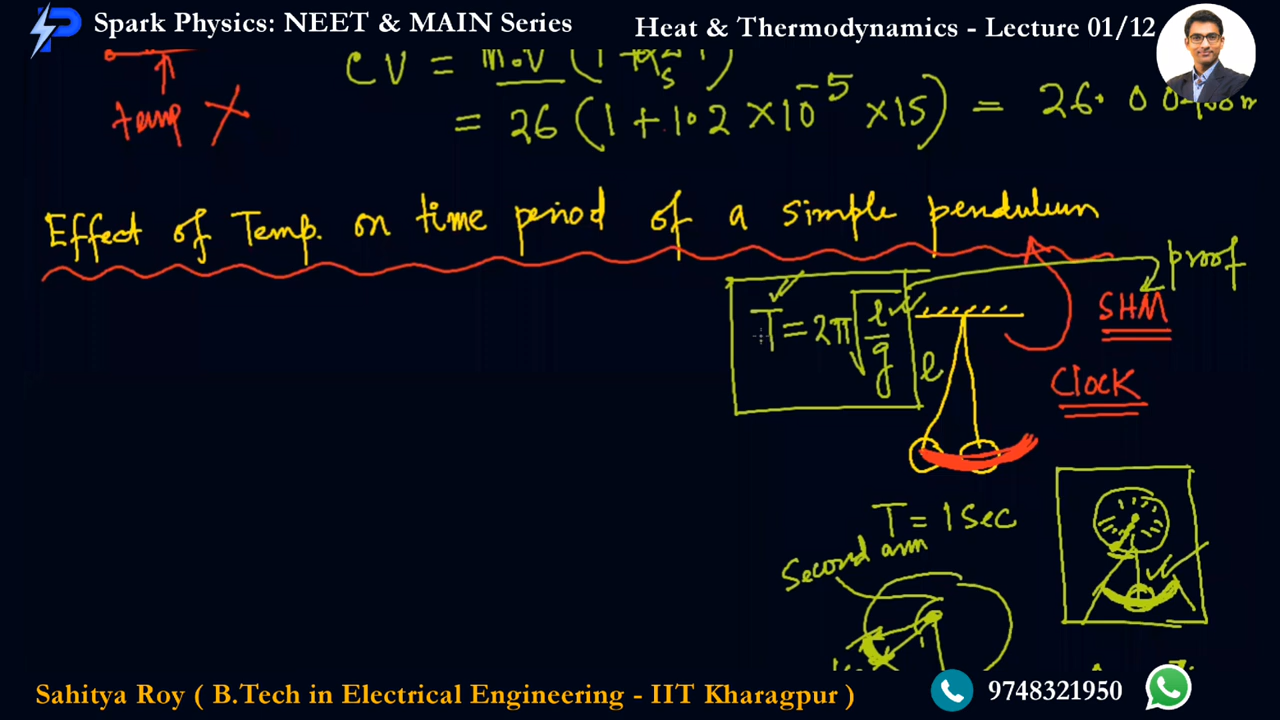 Spark Physics: NEET & MAIN Series
Heat & Thermodynamics - Lecture 01/12
CV = M.V (1 + α_s T)
temp X
= 26 (1 + 1.2 × 10⁻⁵ × 15) = 26.00
Effect of Temp. on time period of a simple pendulum
proof
T = 2π√(l/g)
l
SHM
Clock
T = 1 Sec
Second arm
Sahitya Roy ( B.Tech in Electrical Engineering - IIT Kharagpur )
9748321950